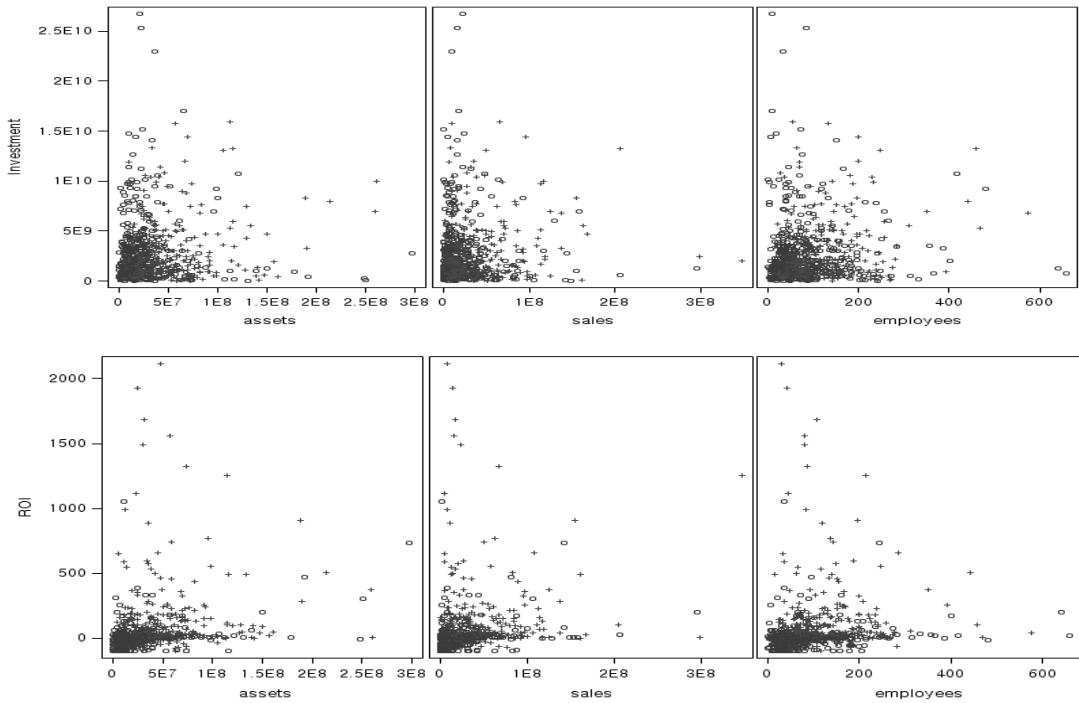 Investment
2.5E10
2E10
1.5E10
1E10
5E9
0
0 5E7 1E8 1.5E8 2E8 2.5E8 3E8
assets
0 1E8 2E8 3E8
sales
0 200 400 600
employees
ROI
2000
1500
1000
500
0
0 5E7 1E8 1.5E8 2E8 2.5E8 3E8
assets
0 1E8 2E8 3E8
sales
0 200 400 600
employees